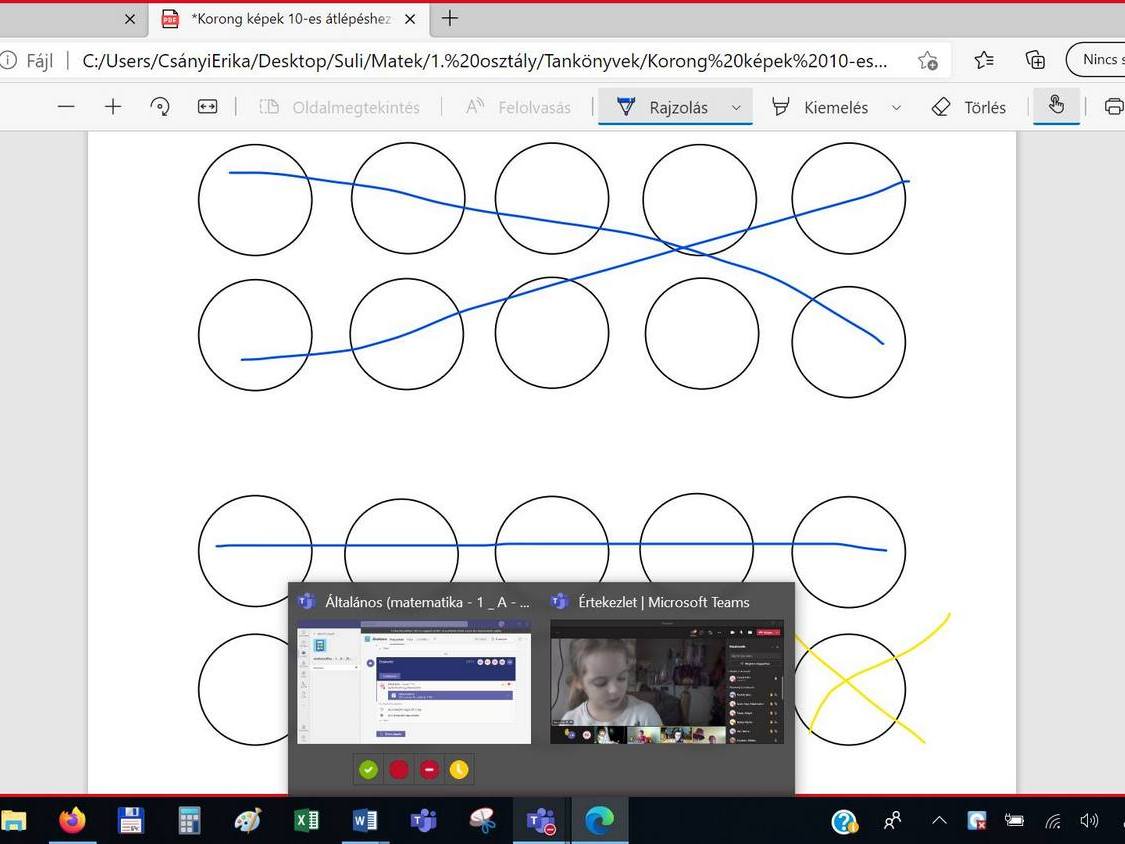 *Korong képek 10-es átlépéshez
Fájl C:/Users/CsányiErika/Desktop/Suli/Matek/1.%20osztály/Tankönyvek/Korong%20képek%2010-es... Nincs s
Oldalmegtekintés Felolvasás Rajzolás Kiemelés Törlés
Általános (matematika - 1 _ A - ... Értekezlet | Microsoft Teams